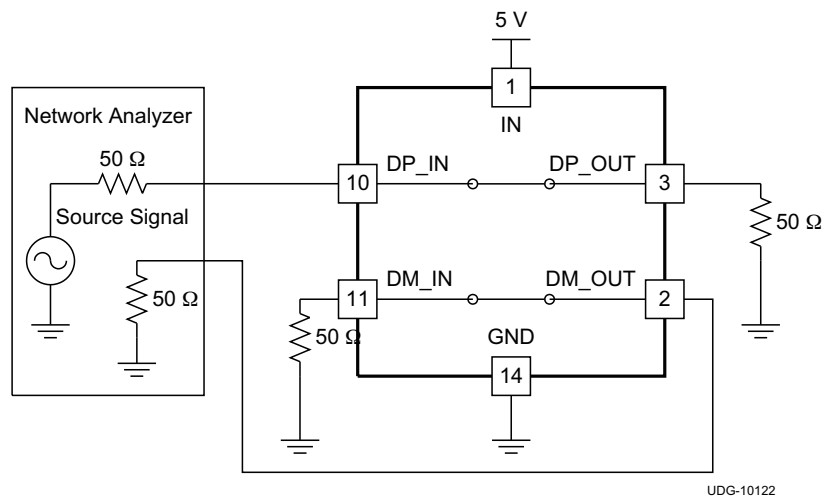 5 V
1
IN
Network Analyzer
50 Ω
Source Signal
50 Ω
10
DP_IN
DP_OUT
3
50 Ω
11
DM_IN
DM_OUT
2
50 Ω
GND
14
UDG-10122